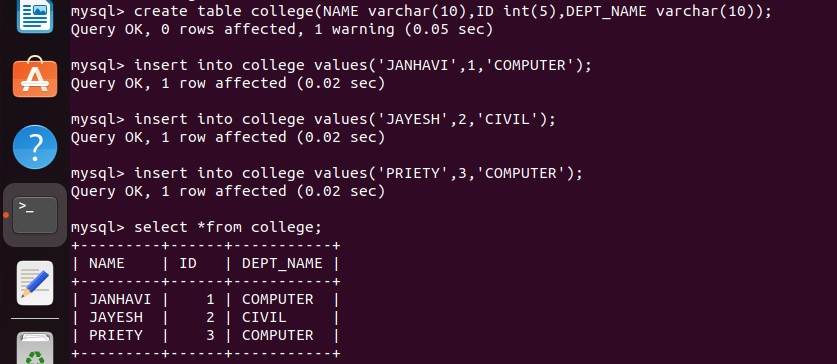 mysql> create table college(NAME varchar(10),ID int(5),DEPT_NAME varchar(10));
Query OK, 0 rows affected, 1 warning (0.05 sec)
mysql> insert into college values('JANHAVI',1,'COMPUTER');
Query OK, 1 row affected (0.02 sec)
mysql> insert into college values('JAYESH',2,'CIVIL');
Query OK, 1 row affected (0.02 sec)
mysql> insert into college values('PRIETY',3,'COMPUTER');
Query OK, 1 row affected (0.02 sec)
mysql> select *from college;
+---------+------+-----------+
| NAME    | ID   | DEPT_NAME |
+---------+------+-----------+
| JANHAVI |    1 | COMPUTER  |
| JAYESH  |    2 | CIVIL     |
| PRIETY  |    3 | COMPUTER  |
+---------+------+-----------+